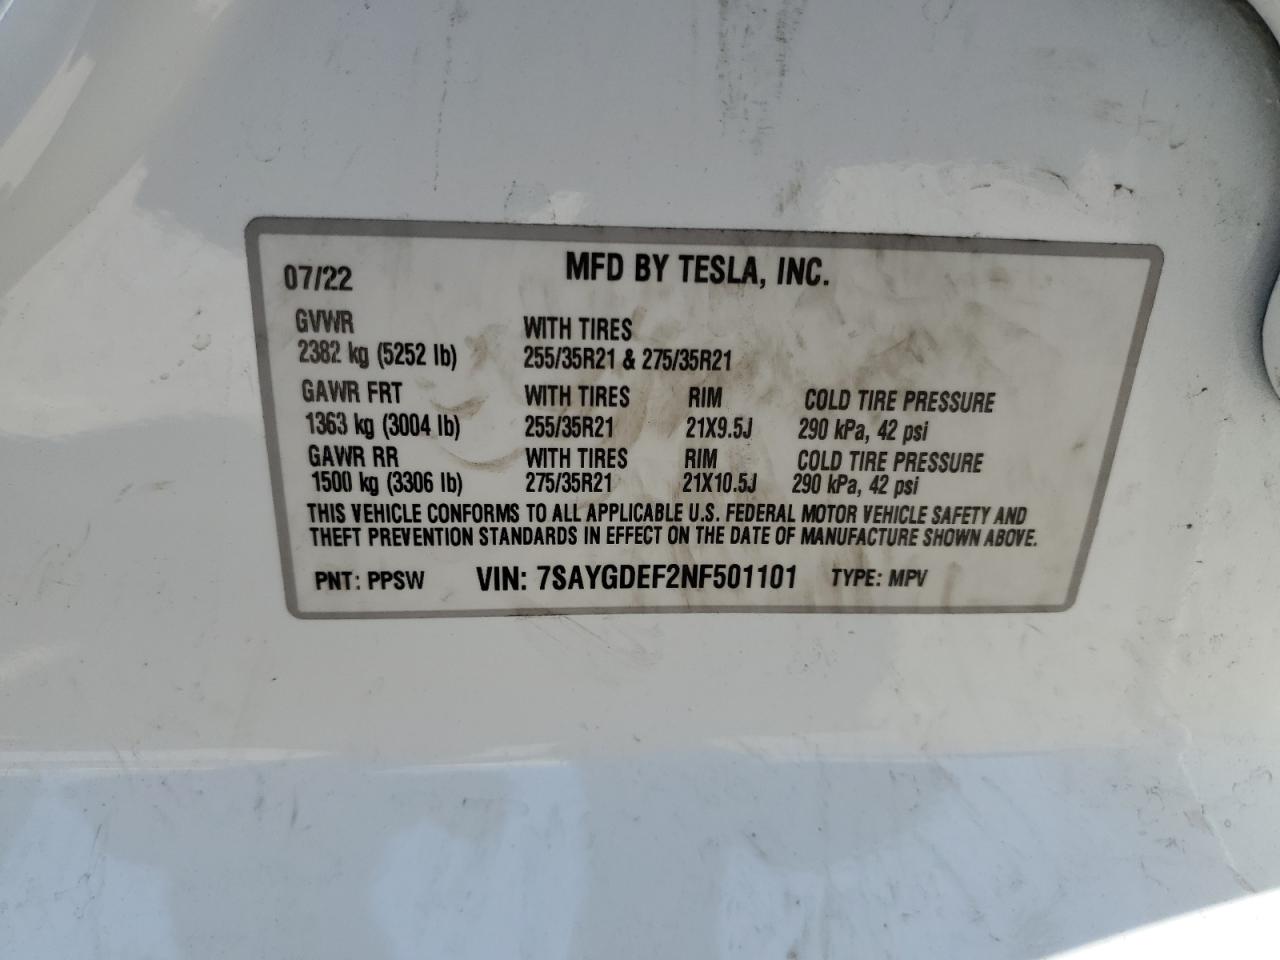 07/22 MFD BY TESLA, INC.
GVWR WITH TIRES
2382 kg (5252 lb) 255/35R21 & 275/35R21
GAWR FRT WITH TIRES RIM COLD TIRE PRESSURE
1363 kg (3004 lb) 255/35R21 21X9.5J 290 kPa, 42 psi
GAWR RR WITH TIRES RIM COLD TIRE PRESSURE
1500 kg (3306 lb) 275/35R21 21X10.5J 290 kPa, 42 psi
THIS VEHICLE CONFORMS TO ALL APPLICABLE U.S. FEDERAL MOTOR VEHICLE SAFETY AND
THEFT PREVENTION STANDARDS IN EFFECT ON THE DATE OF MANUFACTURE SHOWN ABOVE.
PNT: PPSW VIN: 7SAYGDEF2NF501101 TYPE: MPV